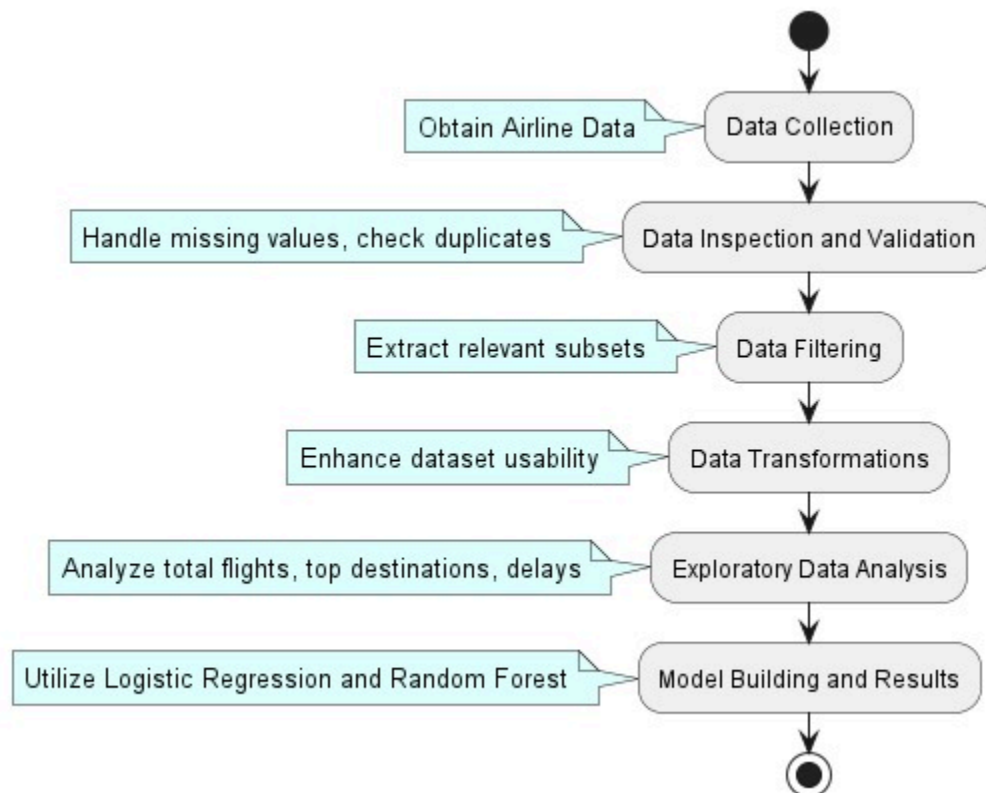 Obtain Airline Data
Data Collection
Handle missing values, check duplicates
Data Inspection and Validation
Extract relevant subsets
Data Filtering
Enhance dataset usability
Data Transformations
Analyze total flights, top destinations, delays
Exploratory Data Analysis
Utilize Logistic Regression and Random Forest
Model Building and Results